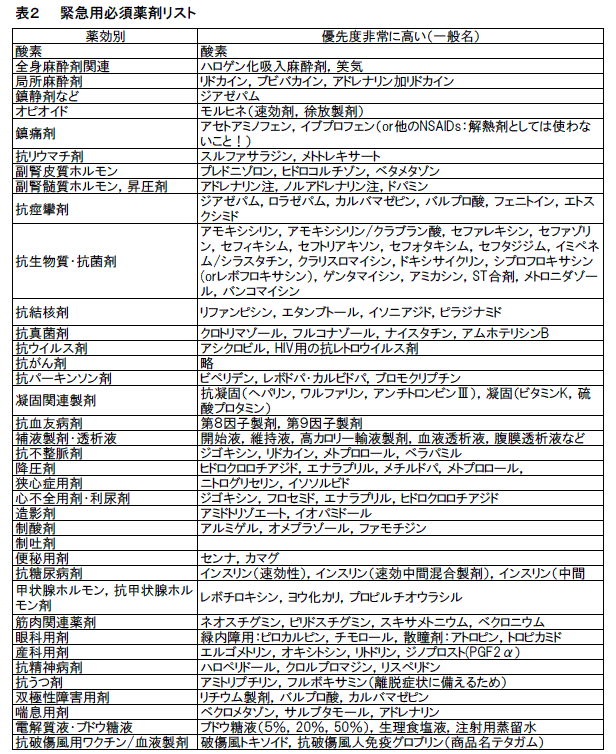 表２　緊急用必須薬剤リスト
薬効別　優先度非常に高い（一般名）
酸素　酸素
全身麻酔剤関連　ハロゲン化吸入麻酔剤，笑気
局所麻酔剤　リドカイン，ブピバカイン，アドレナリン加リドカイン
鎮静剤など　ジアゼパム
オピオイド　モルヒネ（速効剤，徐放製剤）
鎮痛剤　アセトアミノフェン，イブプロフェン（or他のNSAIDs：解熱剤としては使わ
ないこと！）
抗リウマチ剤　スルファサラジン，メトトレキサート
副腎皮質ホルモン　プレドニゾロン，ヒドロコルチゾン，ベタメタゾン
副腎髄質ホルモン，昇圧剤　アドレナリン注，ノルアドレナリン注，ドパミン
抗痙攣剤　ジアゼパム，ロラゼパム，カルバマゼピン，バルプロ酸，フェニトイン，エトス
クシミド
抗生物質・抗菌剤　アモキシシリン，アモキシシリン/クラブラン酸，セファレキシン，セファゾリ
ン，セフィキシム，セフトリアキソン，セフォタキシム，セフタジジム，イミペネ
ム/シラスタチン，クラリスロマイシン，ドキシサイクリン，シプロフロキサシン
（orレボフロキサシン），ゲンタマイシン，アミカシン，ST合剤，メトロニダゾー
ル，バンコマイシン
抗結核剤　リファンピシン，エタンブトール，イソニアジド，ピラジナミド
抗真菌剤　クロトリマゾール，フルコナゾール，ナイスタチン，アムホテリシンB
抗ウイルス剤　アシクロビル，HIV用の抗レトロウイルス剤
抗がん剤　略
抗パーキンソン剤　ビペリデン，レボドパ・カルビドパ，ブロモクリプチン
凝固関連製剤　抗凝固（ヘパリン，ワルファリン，アンチトロンビンⅢ），凝固（ビタミンK，硫
酸プロタミン）
抗血友病剤　第8因子製剤，第9因子製剤
補液製剤・透析液　開始液，維持液，高カロリー輸液製剤，血液透析液，腹膜透析液など
抗不整脈剤　ジゴキシン，リドカイン，メトプロロール，ベラパミル
降圧剤　ヒドロクロロチアジド，エナラプリル，メチルドパ，メトプロロール，
狭心症用剤　ニトログリセリン，イソソルビド
心不全用剤・利尿剤　ジゴキシン，フロセミド，エナラプリル，ヒドロクロロチアジド
造影剤　アミドトリゾエート，イオパミドール
制酸剤　アルミゲル，オメプラゾール，ファモチジン
制吐剤
便秘用剤　センナ，カマグ
抗糖尿病剤　インスリン（速効性），インスリン（速効中間混合製剤），インスリン（中間
甲状腺ホルモン，抗甲状腺ホル
モン剤　レボチロキシン，ヨウ化カリ，プロピルチオウラシル
筋肉関連薬剤　ネオスチグミン，ピリドスチグミン，スキサメトニウム，ベクロニウム
眼科用剤　緑内障用：ピロカルピン，チモロール，散瞳剤：アトロピン，トロピカミド
産科用剤　エルゴメトリン，オキシトシン，リトドリン，ジノプロスト（PGF2α）
抗精神病剤　ハロペリドール，クロルプロマジン，リスペリドン
抗うつ剤　アミトリプチリン，フルボキサミン（離脱症状に備えるため）
双極性障害用剤　リチウム製剤，バルプロ酸，カルバマゼピン
喘息用剤　ベクロメタゾン，サルブタモール，アドレナリン
電解質液・ブドウ糖液　ブドウ糖液（5%，20%，50%），生理食塩液，注射用蒸留水
抗破傷風用ワクチン/血液製剤　破傷風トキソイド，抗破傷風人免疫グロブリン（商品名テタガム）